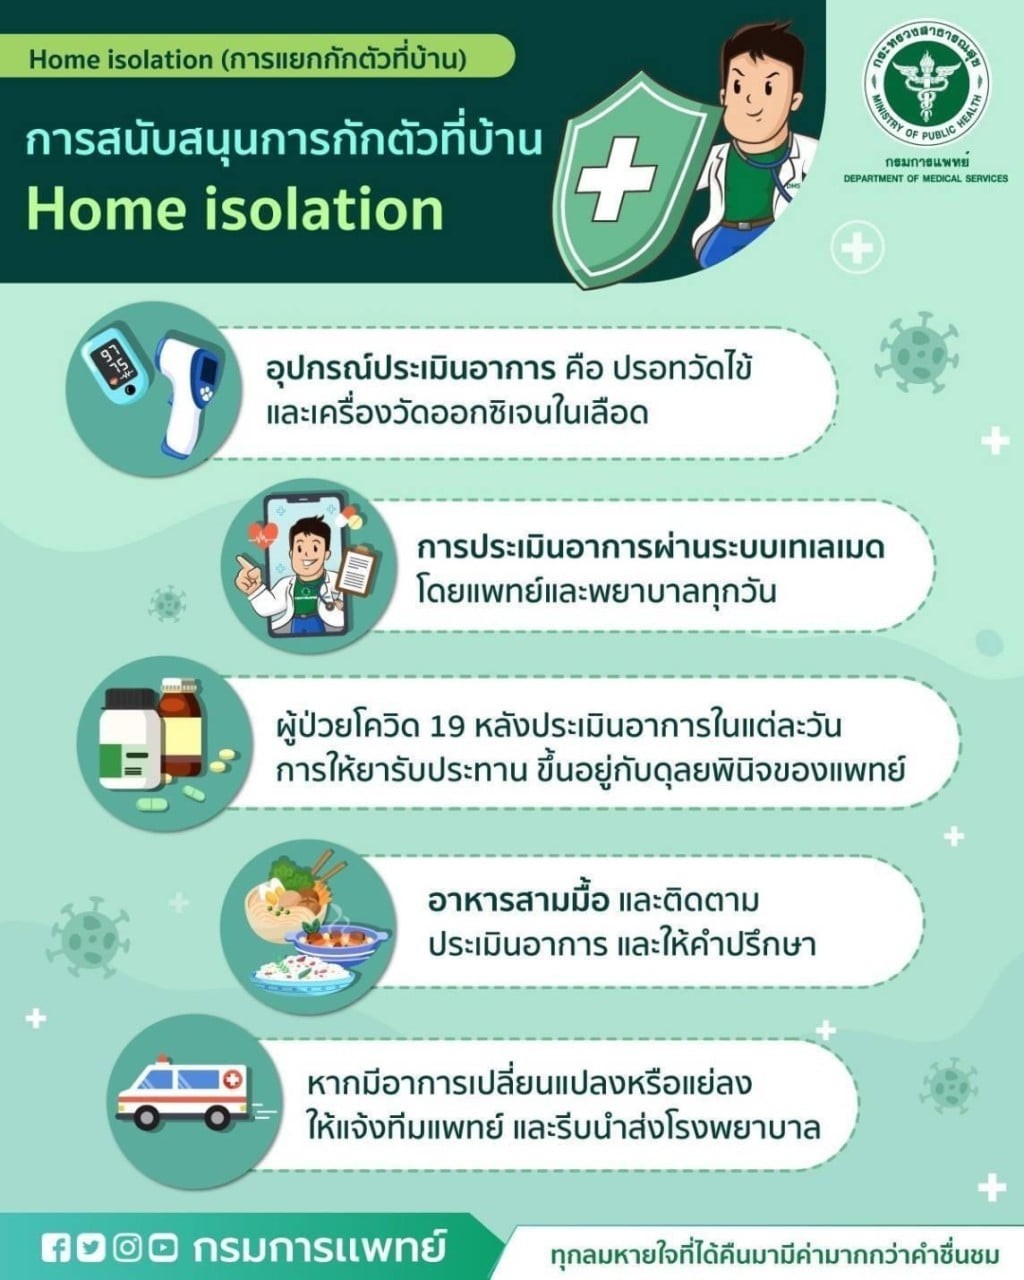 Home isolation (การแยกกักตัวที่บ้าน)
การสนับสนุนการกักตัวที่บ้าน
Home isolation
กระทรวงสาธารณสุข
MINISTRY OF PUBLIC HEALTH
กรมการแพทย์
DEPARTMENT OF MEDICAL SERVICES
DMS
97
75
อุปกรณ์ประเมินอาการ คือ ปรอทวัดไข้
และเครื่องวัดออกซิเจนในเลือด
การประเมินอาการผ่านระบบเทเลเมด
โดยแพทย์และพยาบาลทุกวัน
ผู้ป่วยโควิด 19 หลังประเมินอาการในแต่ละวัน
การให้ยารับประทาน ขึ้นอยู่กับดุลยพินิจของแพทย์
อาหารสามมื้อ และติดตาม
ประเมินอาการ และให้คำปรึกษา
หากมีอาการเปลี่ยนแปลงหรือแย่ลง
ให้แจ้งทีมแพทย์ และรีบนำส่งโรงพยาบาล
กรมการแพทย์
ทุกลมหายใจที่ได้คืนมามีค่ามากกว่าคำชื่นชม